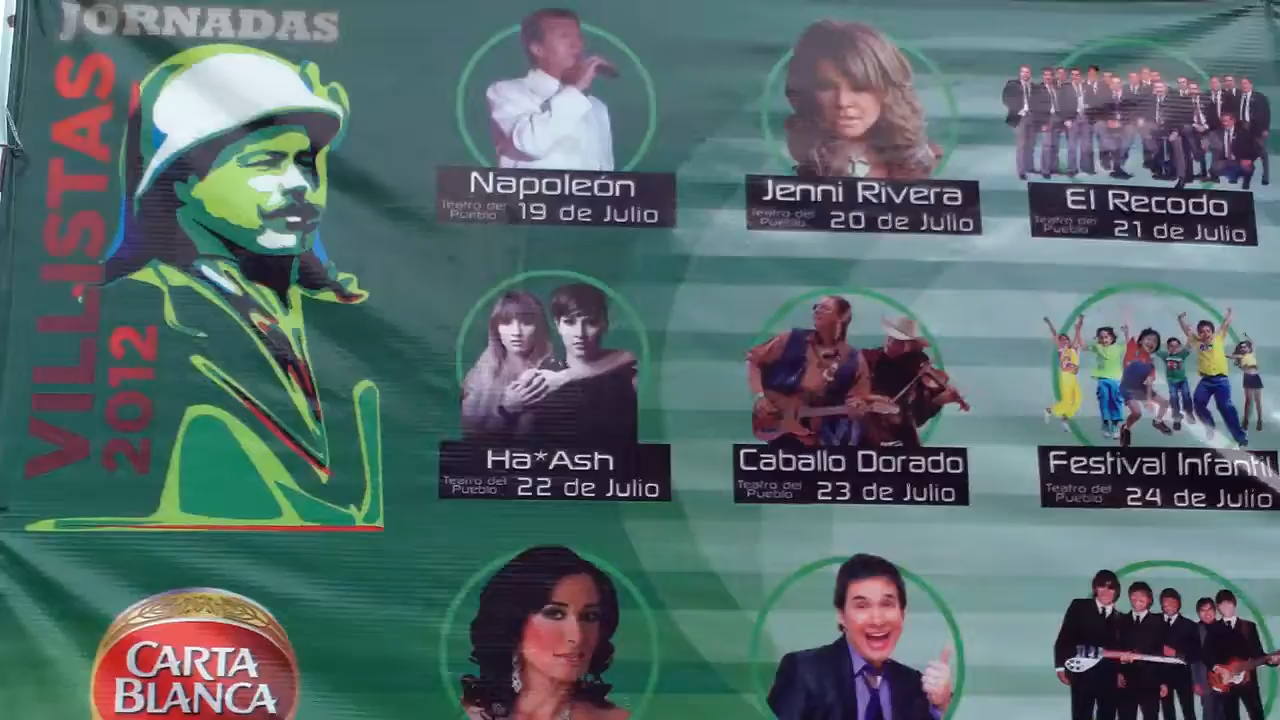 JORNADAS
VILLISTAS
2012
Napoleón
Teatro del Pueblo 19 de Julio
Jenni Rivera
Teatro del Pueblo 20 de Julio
El Recodo
Teatro del Pueblo 21 de Julio
Ha*Ash
Teatro del Pueblo 22 de Julio
Caballo Dorado
Teatro del Pueblo 23 de Julio
Festival Infantil
Teatro del Pueblo 24 de Julio
CARTA
BLANCA